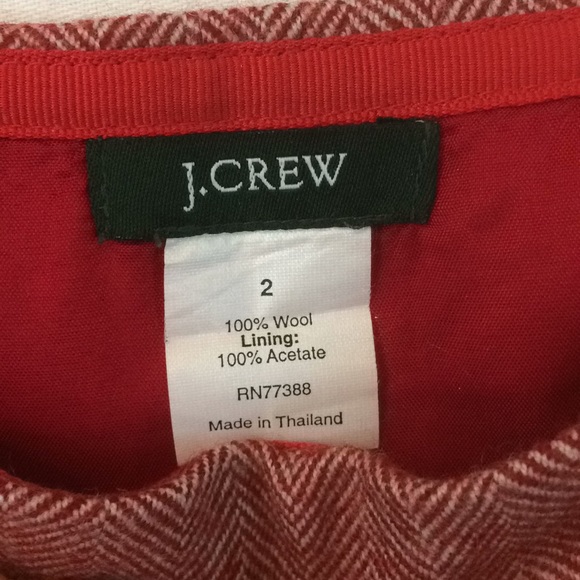 J.CREW
2
100% Wool
Lining:
100% Acetate
RN77388
Made in Thailand